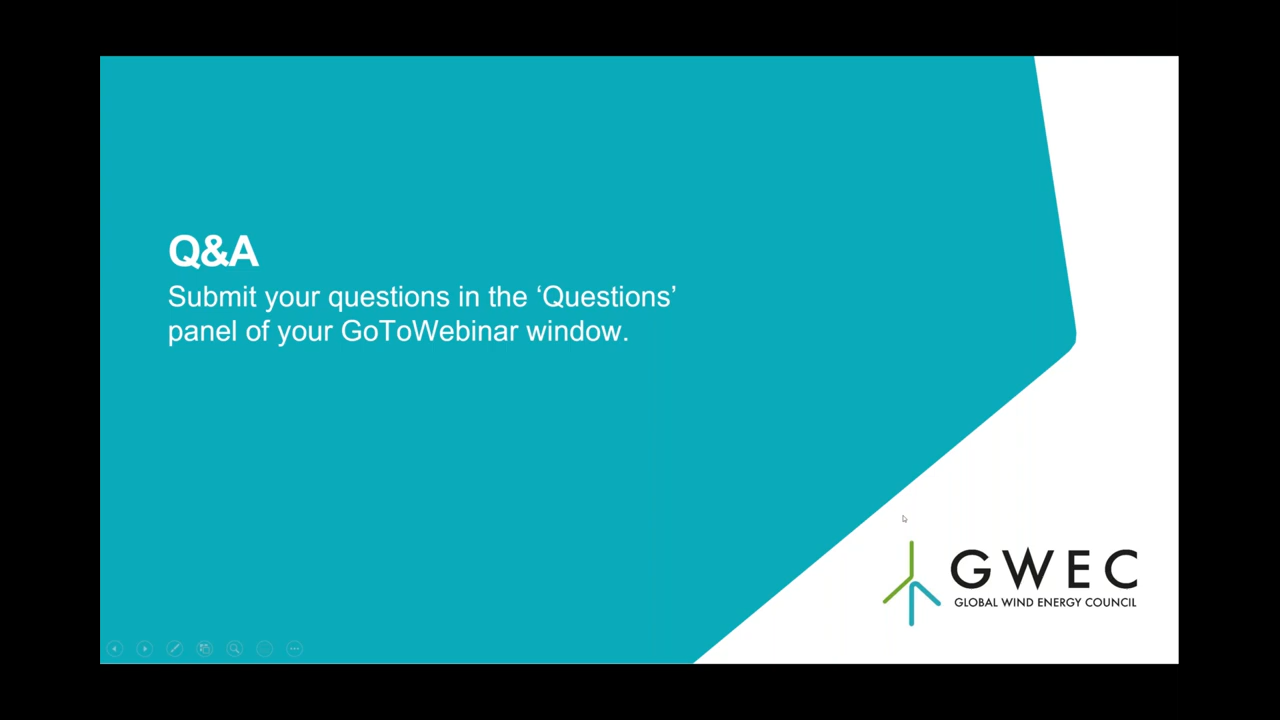 Q&A
Submit your questions in the ‘Questions’
panel of your GoToWebinar window.
GWEC
GLOBAL WIND ENERGY COUNCIL